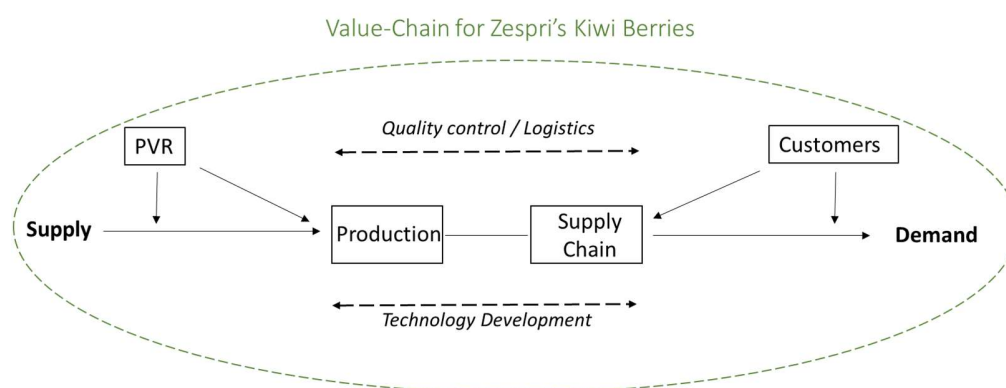 Value-Chain for Zespri's Kiwi Berries
Quality control / Logistics
PVR
Customers
Supply
Production
Supply
Chain
Demand
Technology Development